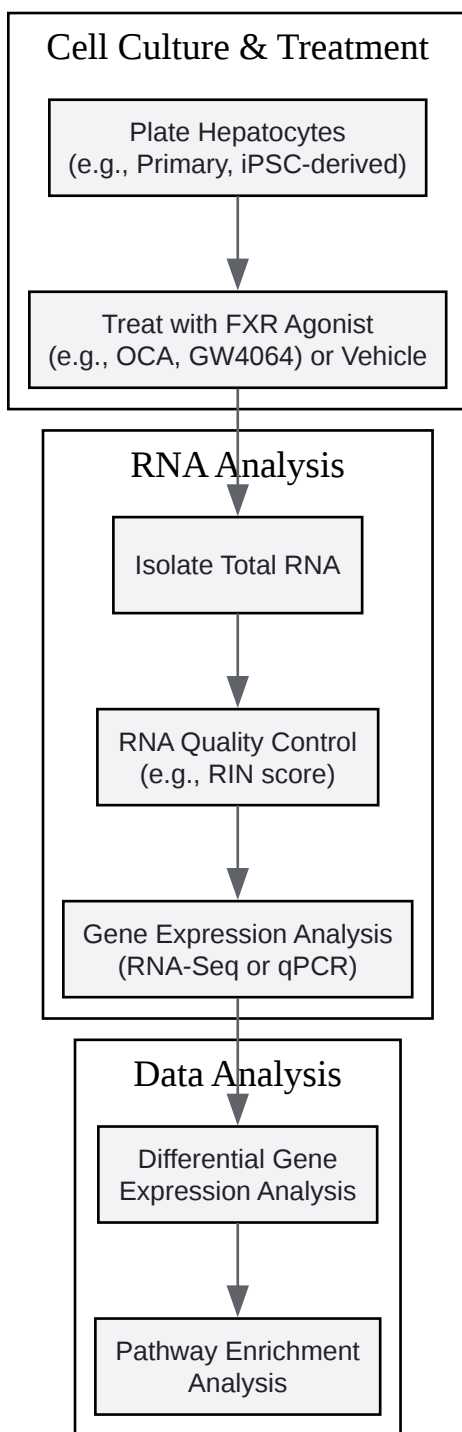 Cell Culture & Treatment
Plate Hepatocytes
(e.g., Primary, iPSC-derived)
Treat with FXR Agonist
(e.g., OCA, GW4064) or Vehicle
RNA Analysis
Isolate Total RNA
RNA Quality Control
(e.g., RIN score)
Gene Expression Analysis
(RNA-Seq or qPCR)
Data Analysis
Differential Gene
Expression Analysis
Pathway Enrichment
Analysis